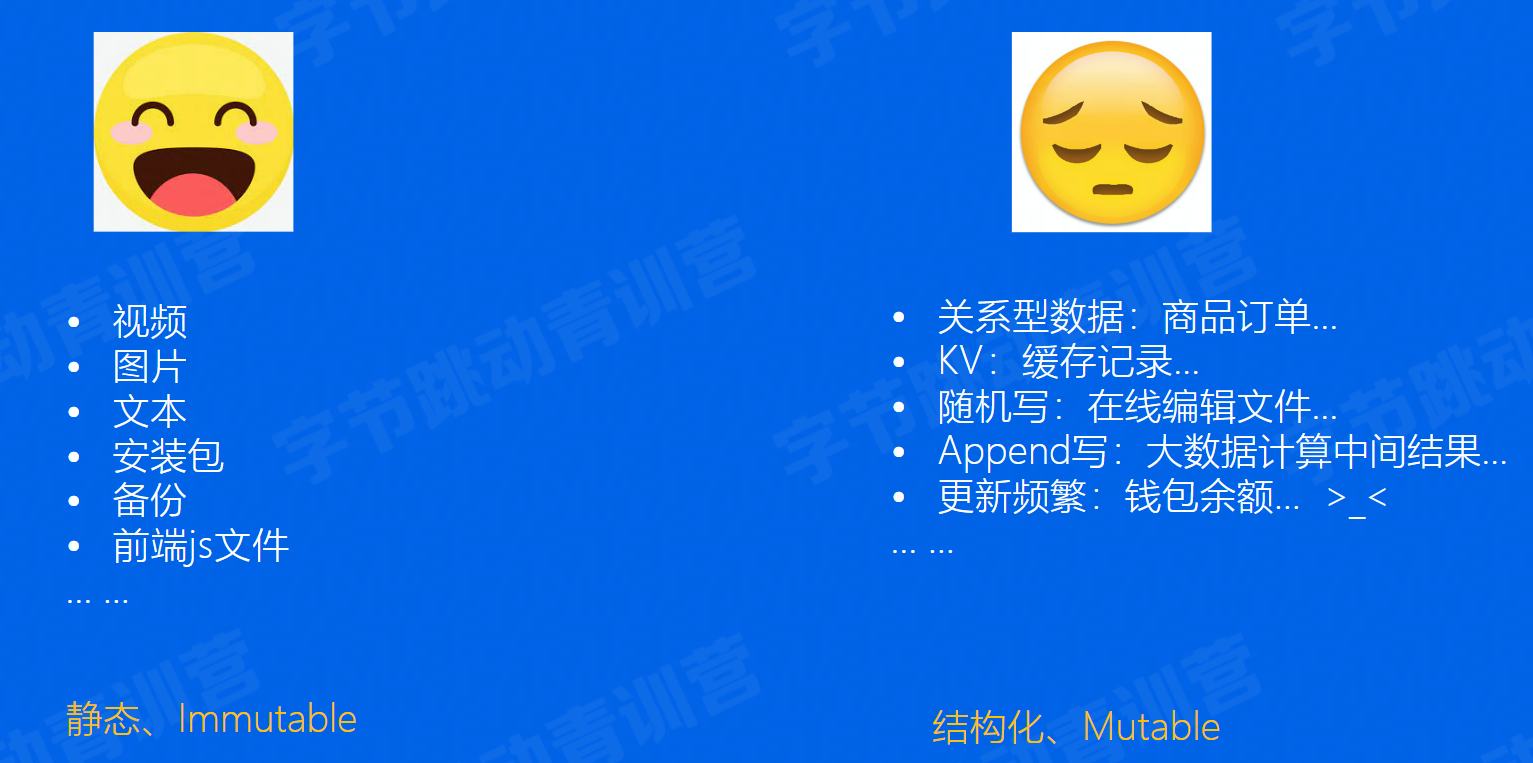 • 视频
• 图片
• 文本
• 安装包
• 备份
• 前端js文件
... ...
静态、Immutable
• 关系型数据：商品订单...
• KV：缓存记录...
• 随机写：在线编辑文件...
• Append写：大数据计算中间结果...
• 更新频繁：钱包余额... >_<
... ...
结构化、Mutable
字节跳动青训营